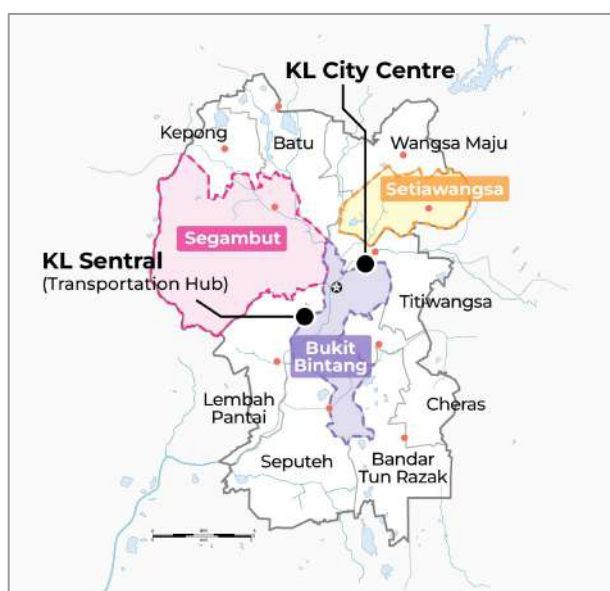 KL City Centre
Kepong
Batu
Wangsa Maju
Setiawangsa
Segambut
KL Sentral
(Transportation Hub)
Titiwangsa
Bukit
Bintang
Lembah
Pantai
Cheras
Seputeh
Bandar
Tun Razak